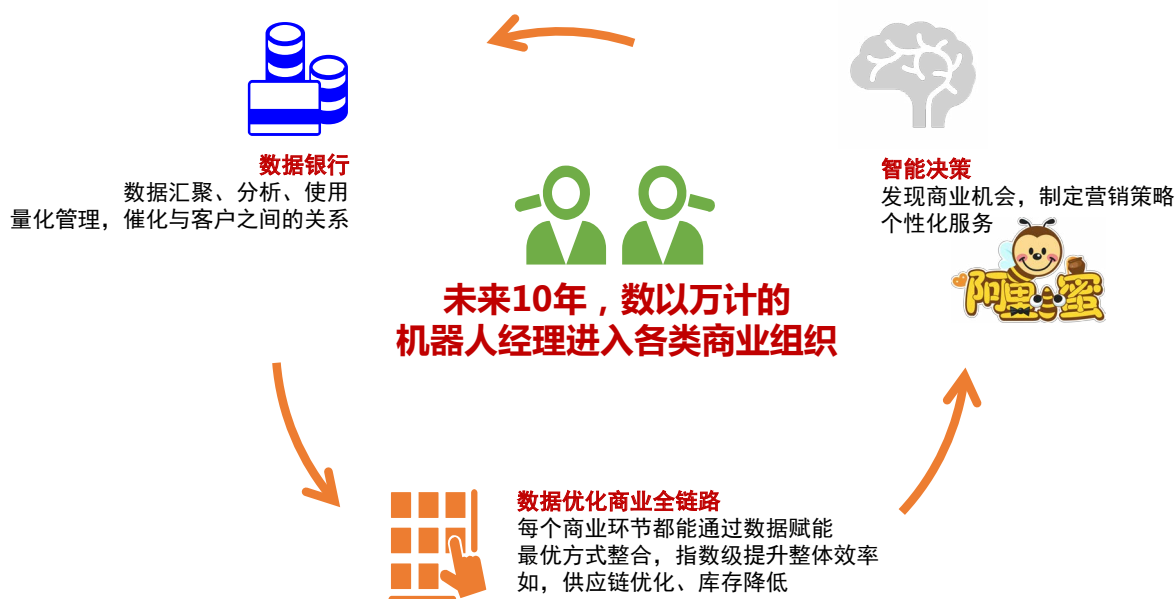 数据银行
数据汇聚、分析、使用
量化管理，催化与客户之间的关系
智能决策
发现商业机会，制定营销策略
个性化服务
阿里小蜜
未来10年，数以万计的
机器人经理进入各类商业组织
数据优化商业全链路
每个商业环节都能通过数据赋能
最优方式整合，指数级提升整体效率
如，供应链优化、库存降低